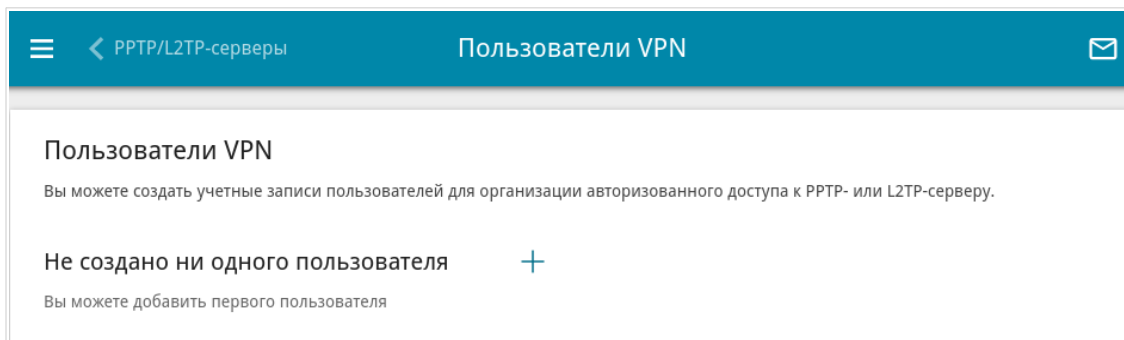 PPTP/L2TP-серверы
Пользователи VPN
Пользователи VPN
Вы можете создать учетные записи пользователей для организации авторизованного доступа к PPTP- или L2TP-серверу.
Не создано ни одного пользователя
Вы можете добавить первого пользователя